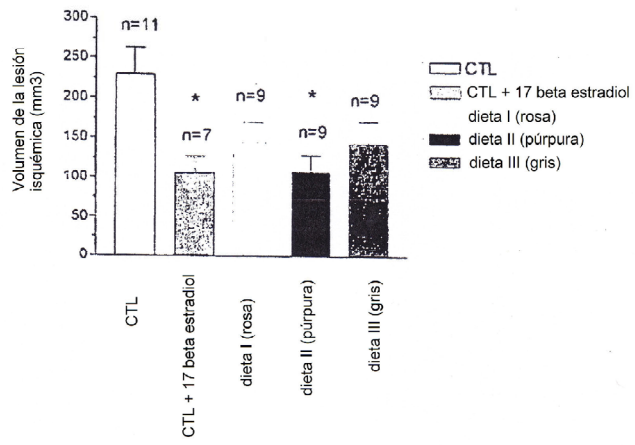 Volumen de la lesión
isquémica (mm3)
300
250
200
150
100
50
0
n=11
*
n=7
n=9
*
n=9
n=9
CTL
CTL + 17 beta estradiol
dieta I (rosa)
dieta II (púrpura)
dieta III (gris)
CTL
CTL + 17 beta estradiol
dieta I (rosa)
dieta II (púrpura)
dieta III (gris)